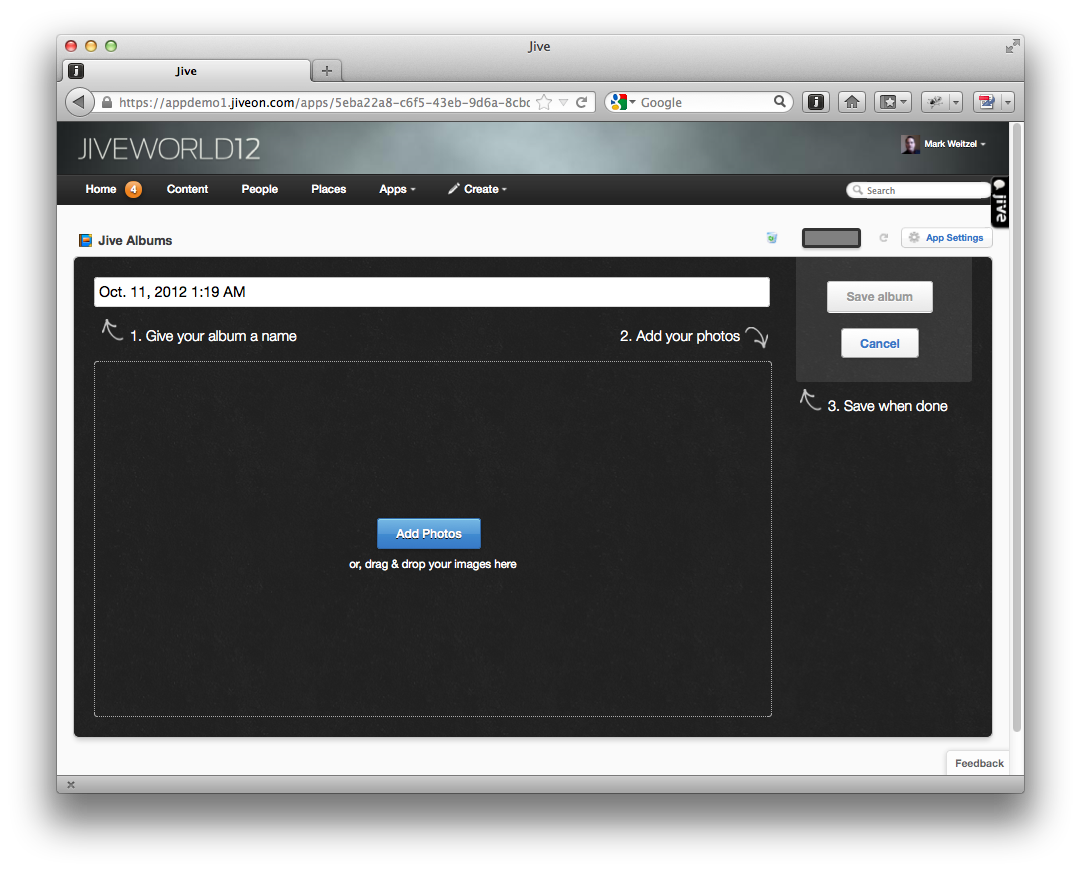 Jive
Jive
https://appdemo1.jiveon.com/apps/5eba22a8-c6f5-43eb-9d6a-8cbc
Google
JIVEWORLD12
Mark Weitzel
Home 4 Content People Places Apps Create
Search
jive
Jive Albums
App Settings
Oct. 11, 2012 1:19 AM
Save album
1. Give your album a name
2. Add your photos
Cancel
3. Save when done
Add Photos
or, drag & drop your images here
Feedback